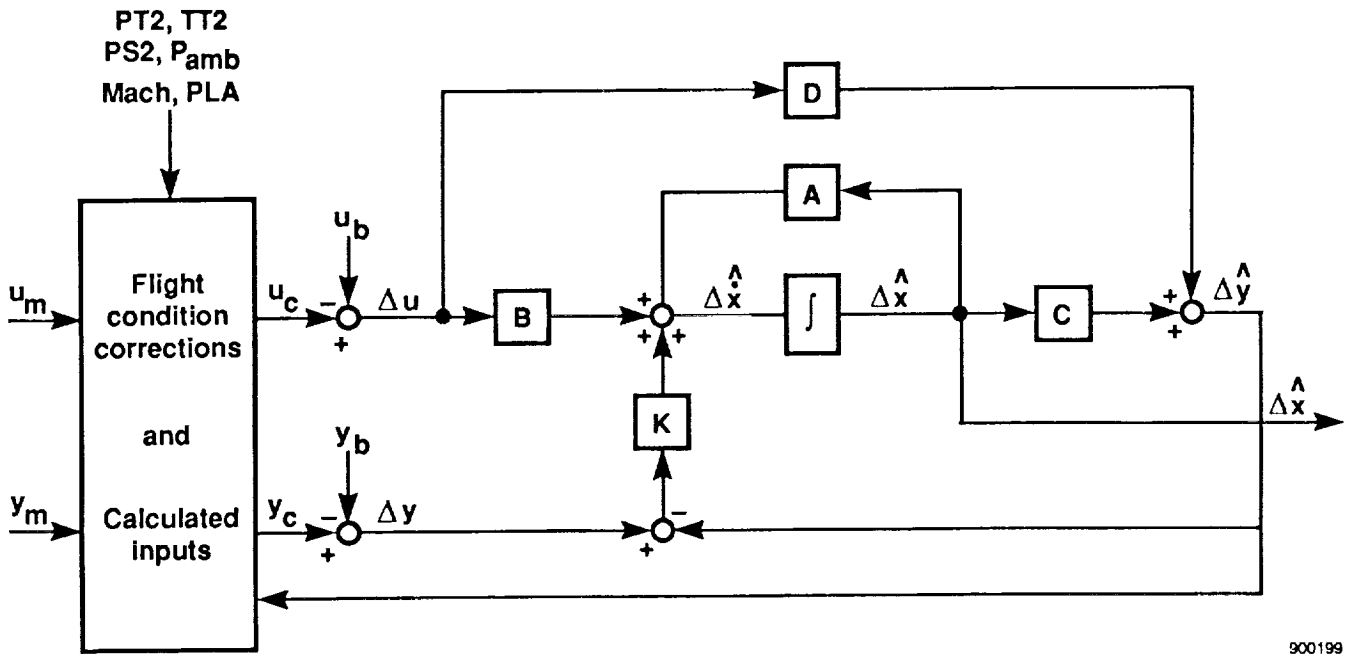 PT2, TT2
PS2, Pamb
Mach, PLA
D
A
ub
Flight
condition
corrections
and
Calculated
inputs
um
uc
−
+
Δu
B
+
+
+
Δẋ̂
∫
Δx̂
C
+
+
Δŷ
K
Δx̂
yb
ym
yc
−
+
Δy
+
−
900199